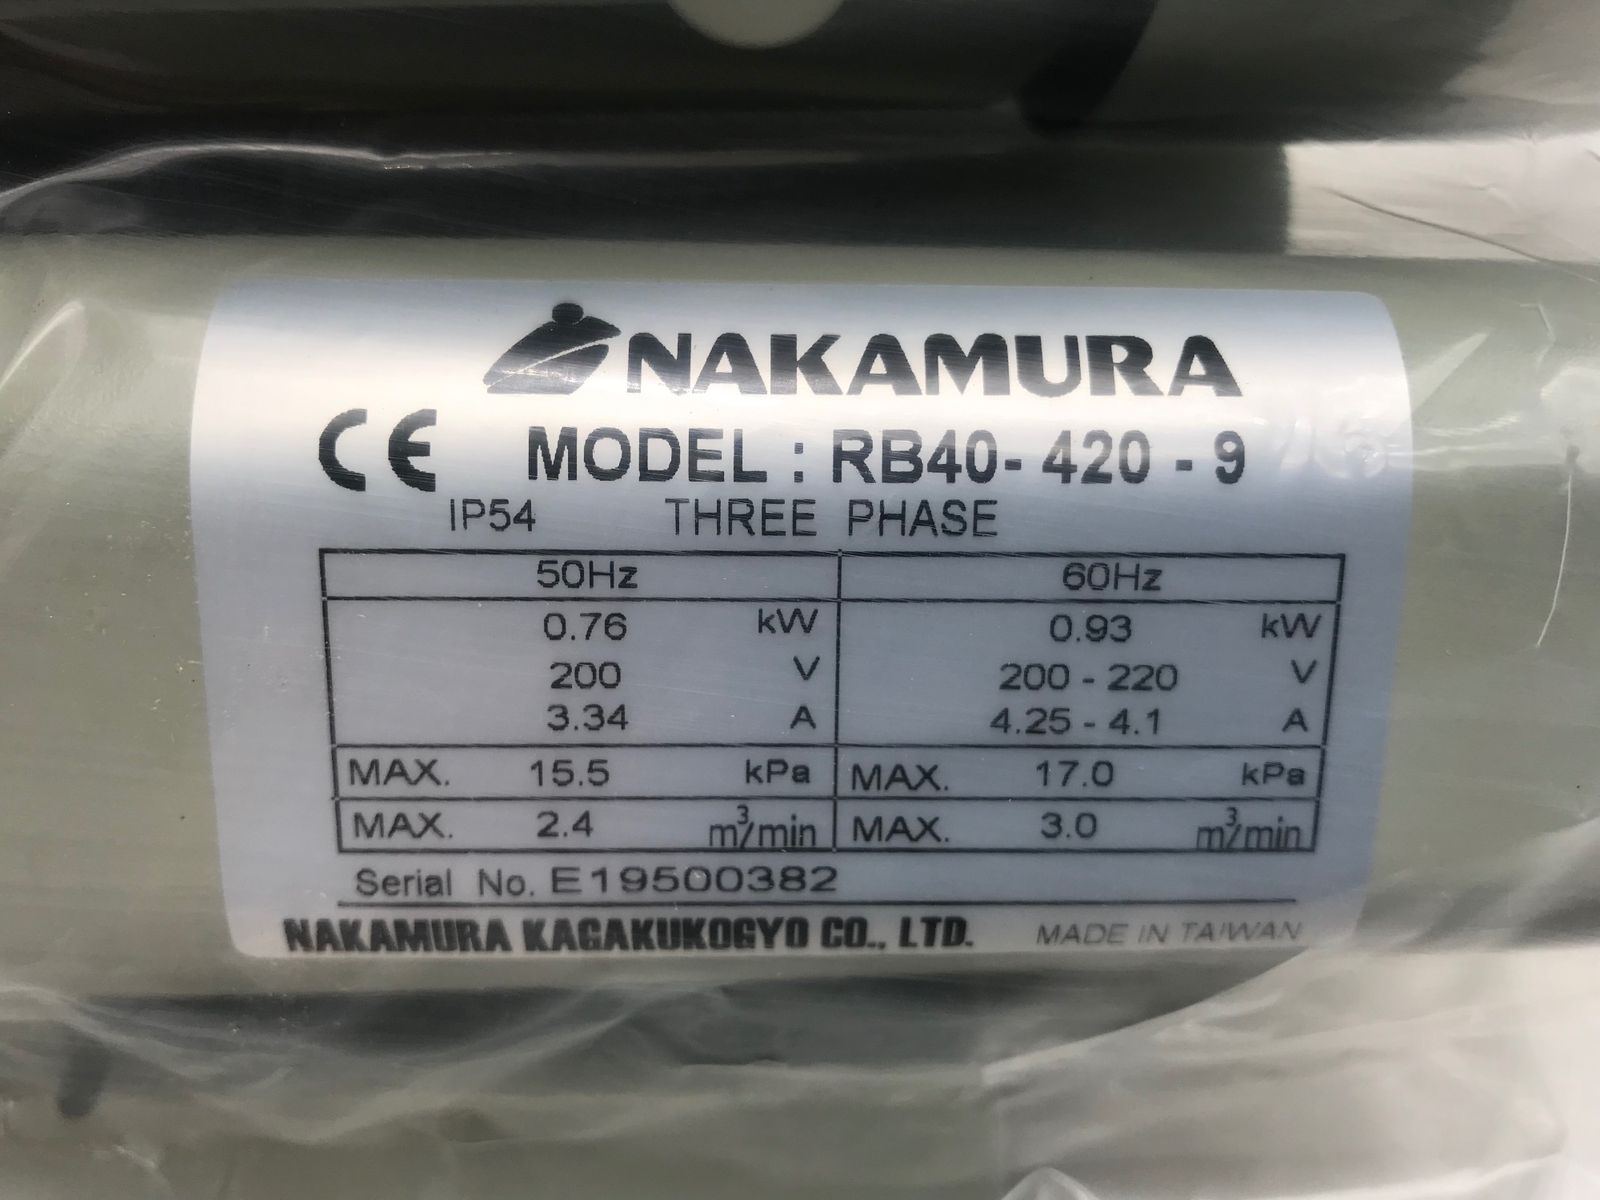 NAKAMURA
CE MODEL : RB40-420-9
IP54 THREE PHASE
50Hz 60Hz
0.76 kW 0.93 kW
200 V 200 - 220 V
3.34 A 4.25 - 4.1 A
MAX. 15.5 kPa MAX. 17.0 kPa
MAX. 2.4 m³/min MAX. 3.0 m³/min
Serial No. E19500382
NAKAMURA KAGAKUKOGYO CO., LTD. MADE IN TAIWAN